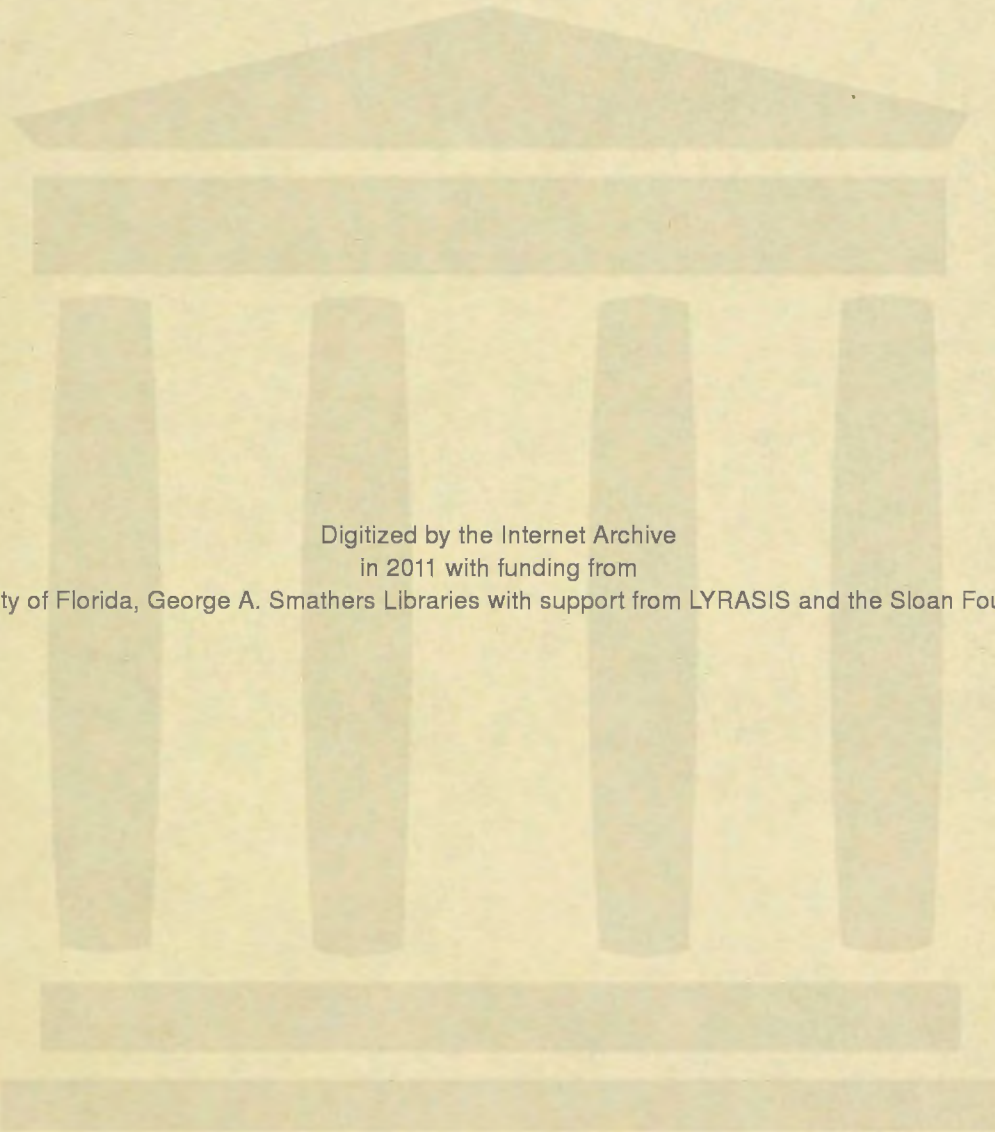 Digitized by the Internet Archive
in 2011 with funding from
ty of Florida, George A. Smathers Libraries with support from LYRASIS and the Sloan Fou